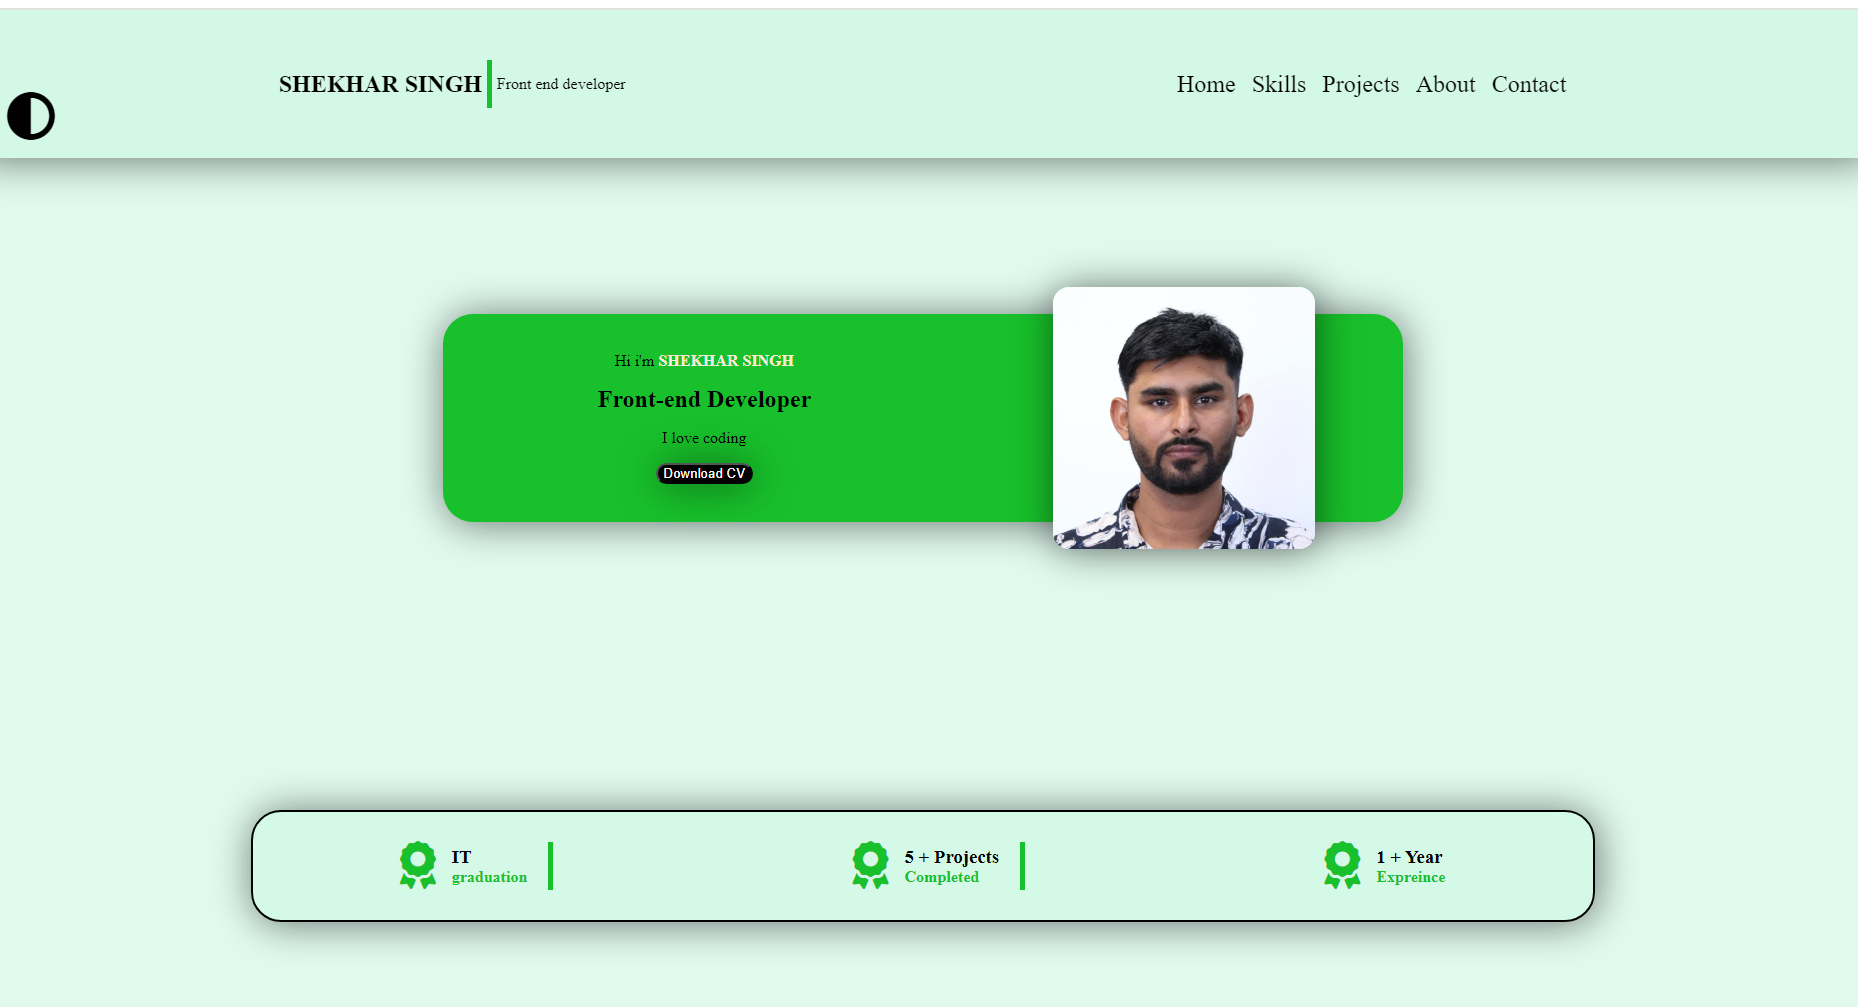 SHEKHAR SINGH Front end developer
Home Skills Projects About Contact
Hi i'm SHEKHAR SINGH
Front-end Developer
I love coding
Download CV
IT
graduation
5 + Projects
Completed
1 + Year
Expreince